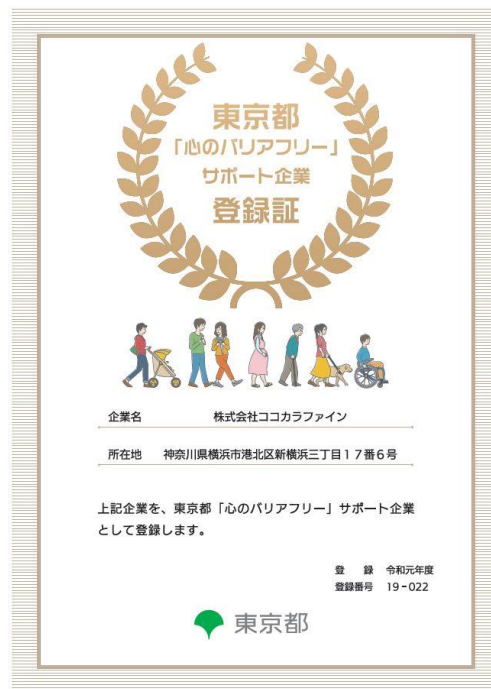 東京都
「心のバリアフリー」
サポート企業
登録証
企業名 株式会社ココカラファイン
所在地 神奈川県横浜市港北区新横浜三丁目17番6号
上記企業を、東京都「心のバリアフリー」サポート企業
として登録します。
登 録 令和元年度
登録番号 19-022
東京都